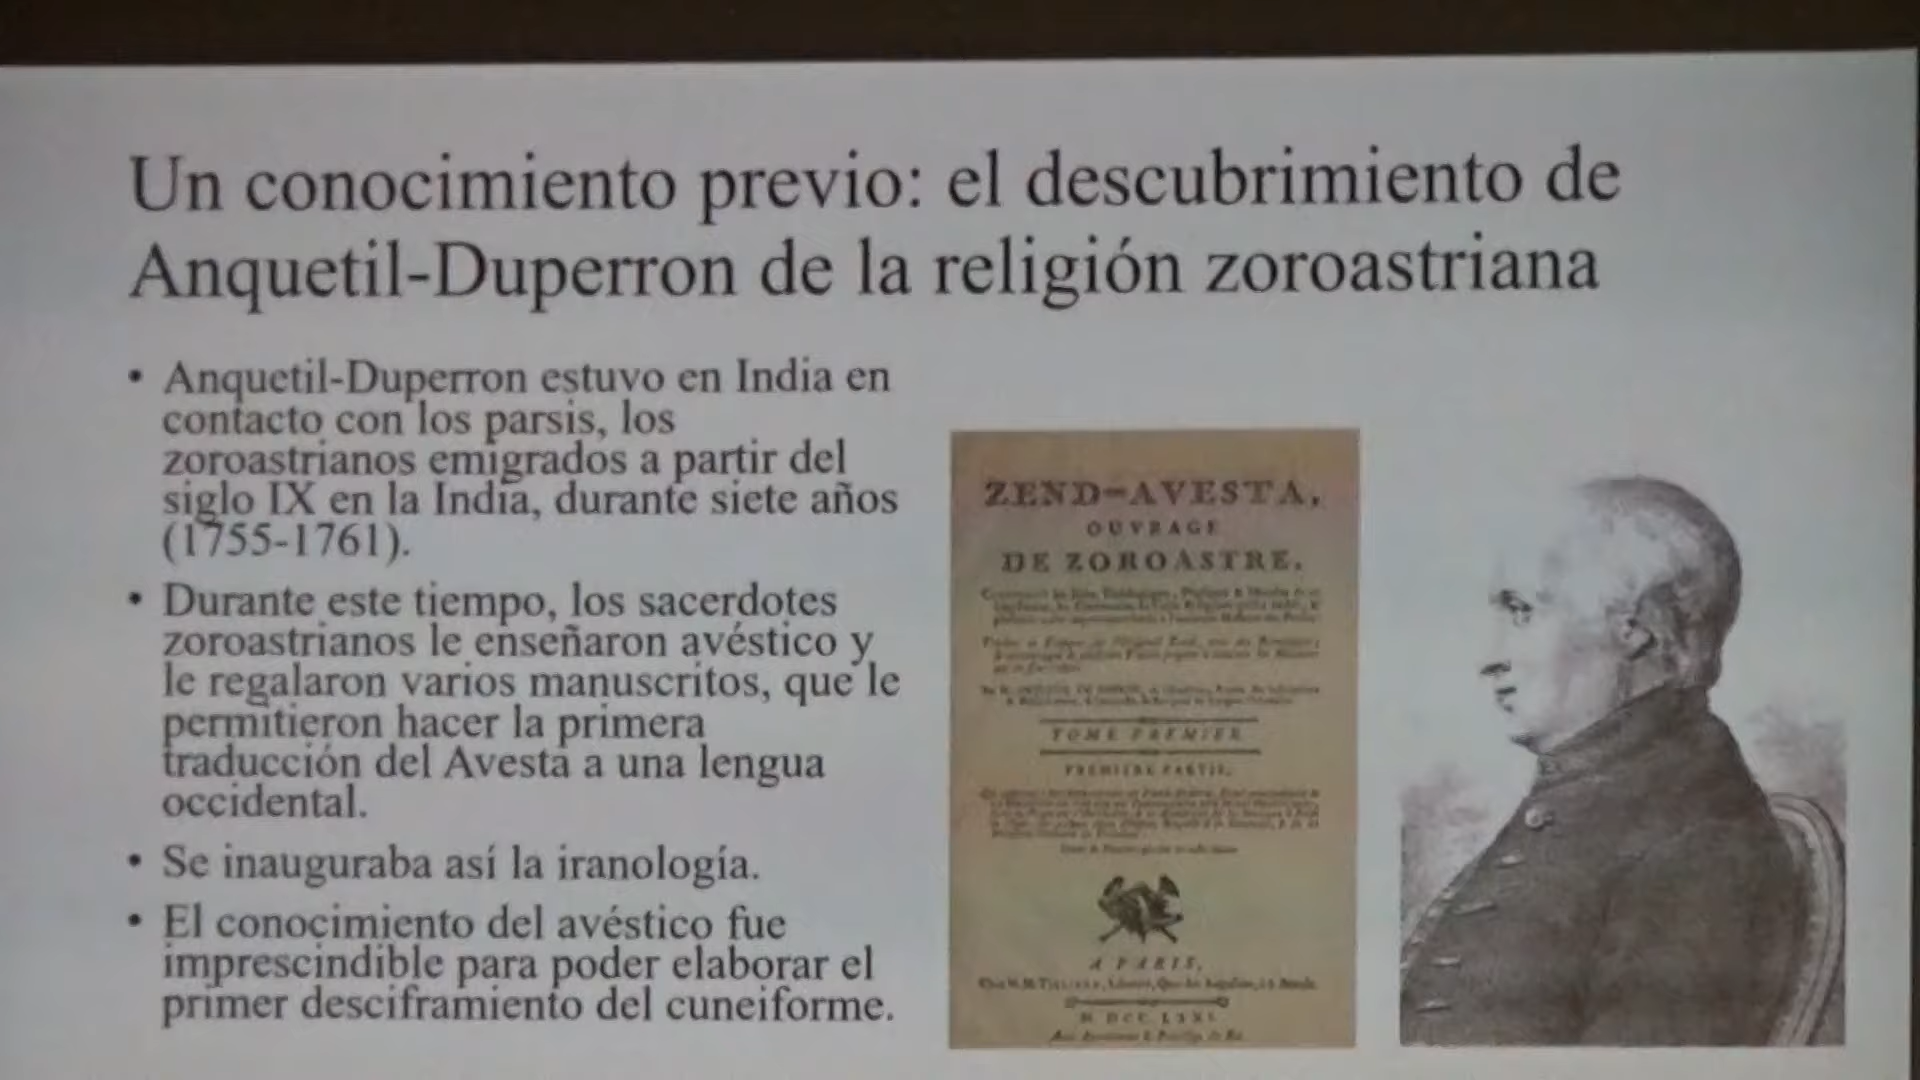 Un conocimiento previo: el descubrimiento de
Anquetil-Duperron de la religión zoroastriana
• Anquetil-Duperron estuvo en India en
contacto con los parsis, los
zoroastrianos emigrados a partir del
siglo IX en la India, durante siete años
(1755-1761).
• Durante este tiempo, los sacerdotes
zoroastrianos le enseñaron avéstico y
le regalaron varios manuscritos, que le
permitieron hacer la primera
traducción del Avesta a una lengua
occidental.
• Se inauguraba así la iranología.
• El conocimiento del avéstico fue
imprescindible para poder elaborar el
primer desciframiento del cuneiforme.
ZEND-AVESTA,
OUVRAGE
DE ZOROASTRE,
TOME PREMIER
PREMIERE PARTIE,
A PARIS,
M. DCC. LXXI.